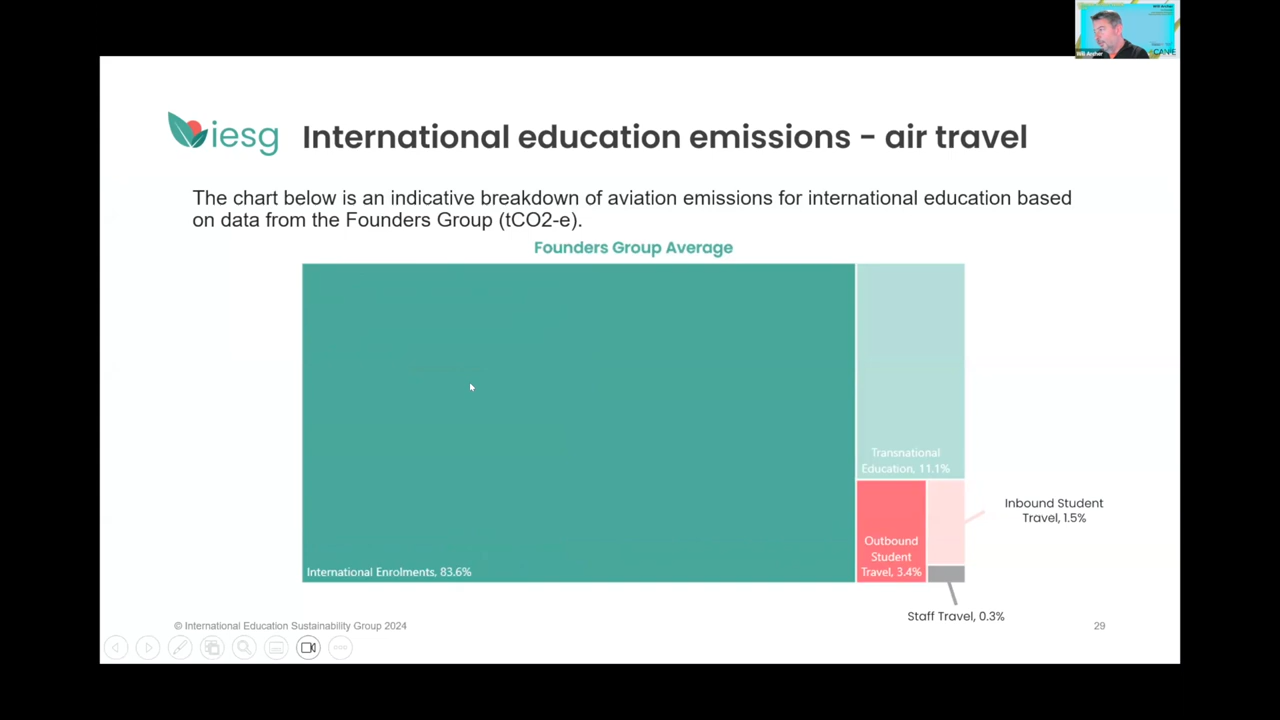 Will Archer
CANIE
iesg
International education emissions - air travel
The chart below is an indicative breakdown of aviation emissions for international education based
on data from the Founders Group (tCO2-e).
Founders Group Average
Transnational
Education, 11.1%
Inbound Student
Travel, 1.5%
Outbound
Student
Travel, 3.4%
International Enrolments, 83.6%
Staff Travel, 0.3%
© International Education Sustainability Group 2024
29